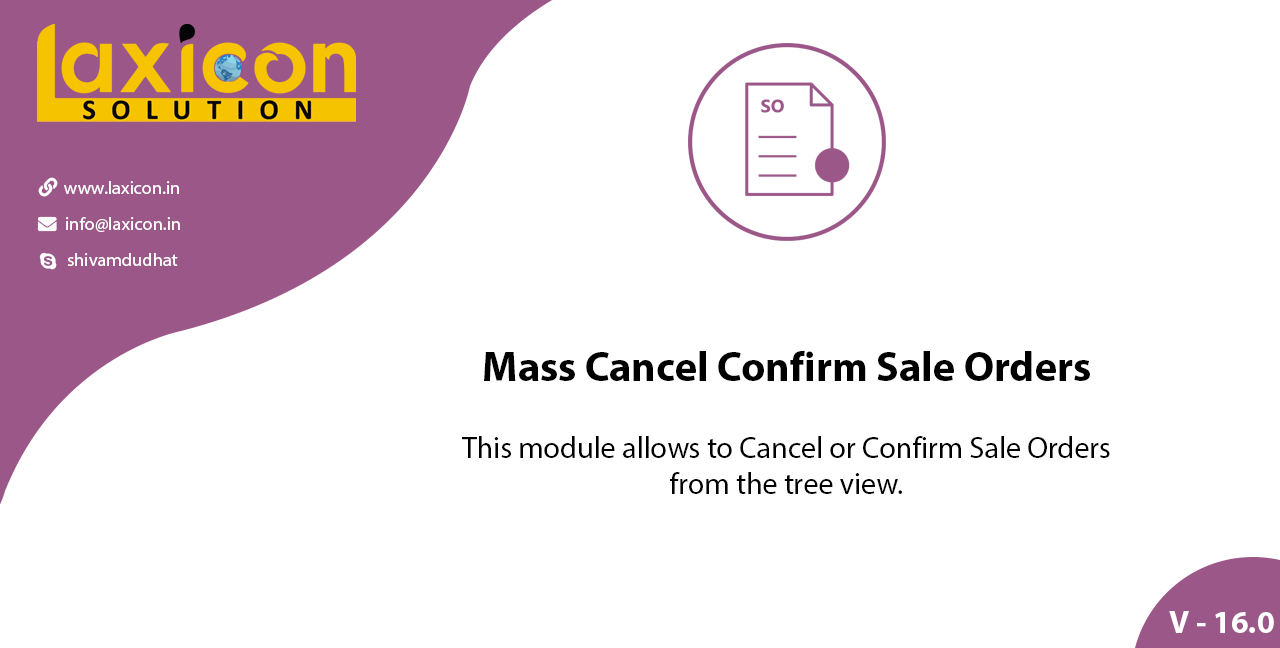 Laxicon
SOLUTION
www.laxicon.in
info@laxicon.in
shivamdudhat
SO
Mass Cancel Confirm Sale Orders
This module allows to Cancel or Confirm Sale Orders
from the tree view.
V - 16.0